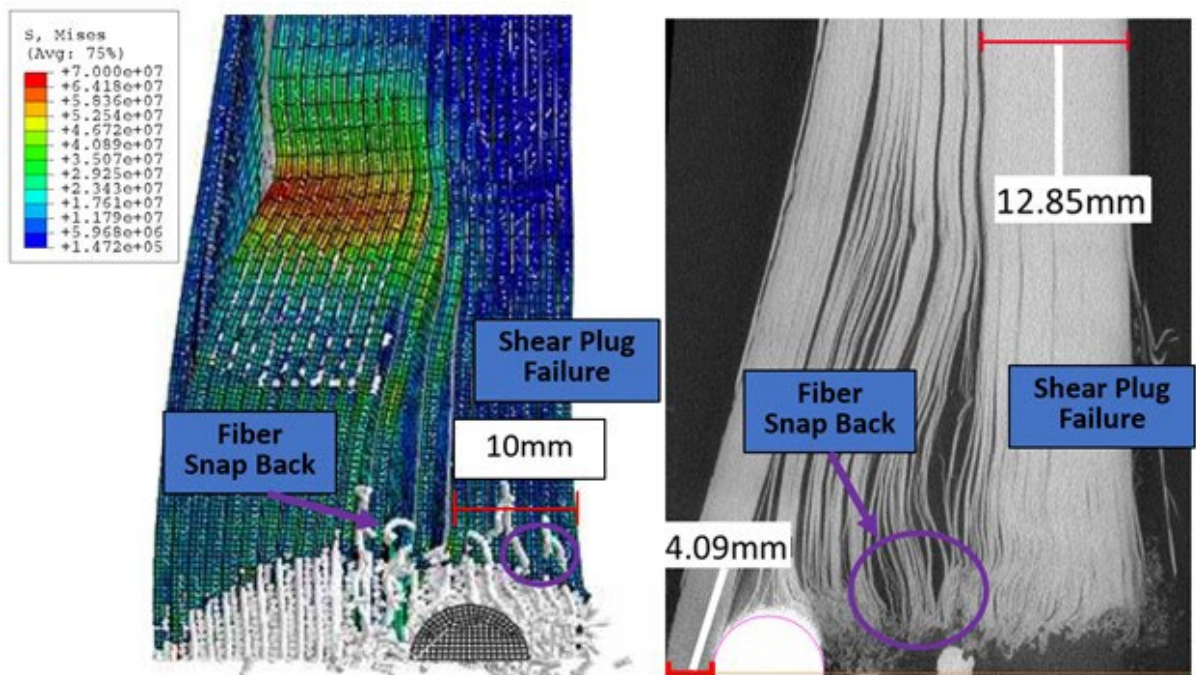 S, Mises
(Avg: 75%)
+7.000e+07
+6.418e+07
+5.836e+07
+5.254e+07
+4.672e+07
+4.089e+07
+3.507e+07
+2.925e+07
+2.343e+07
+1.761e+07
+1.179e+07
+5.968e+06
+1.472e+05
Shear Plug
Failure
Fiber
Snap Back
10mm
12.85mm
Fiber
Snap Back
Shear Plug
Failure
4.09mm